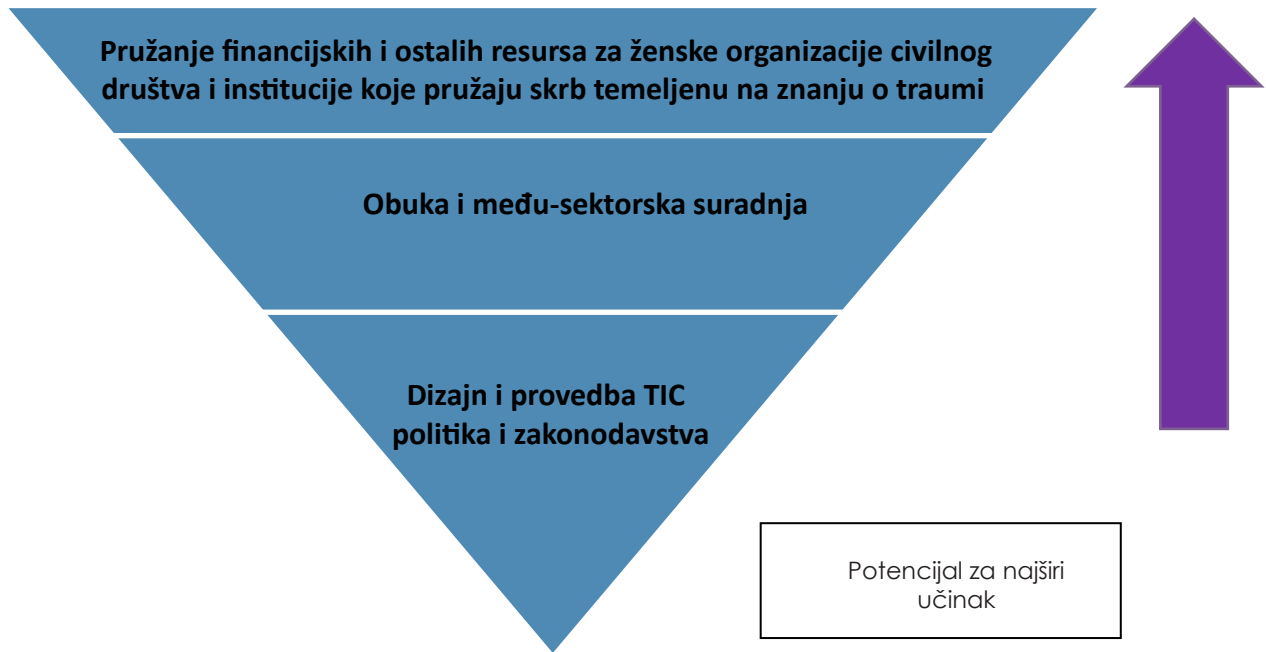 Pružanje financijskih i ostalih resursa za ženske organizacije civilnog
društva i institucije koje pružaju skrb temeljenu na znanju o traumi
Obuka i među-sektorska suradnja
Dizajn i provedba TIC
politika i zakonodavstva
Potencijal za najširi
učinak